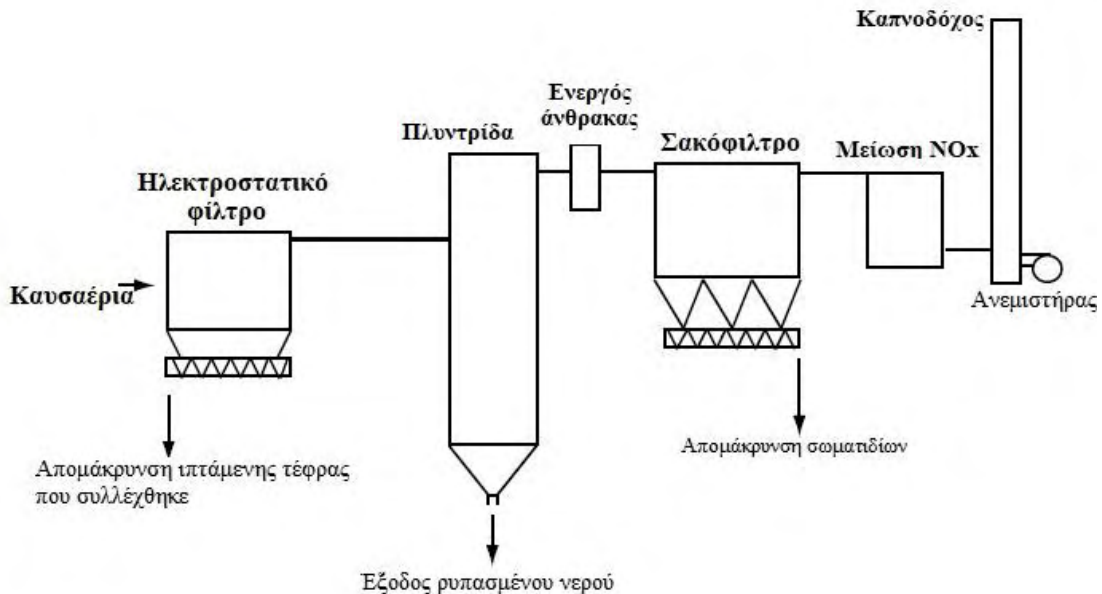 Καπνοδόχος
Ενεργός
άνθρακας
Πλυντρίδα
Σακόφιλτρο
Μείωση NOx
Ηλεκτροστατικό
φίλτρο
Καυσαέρια
Ανεμιστήρας
Απομάκρυνση σωματιδίων
Απομάκρυνση ιπτάμενης τέφρας
που συλλέχθηκε
Έξοδος ρυπασμένου νερού